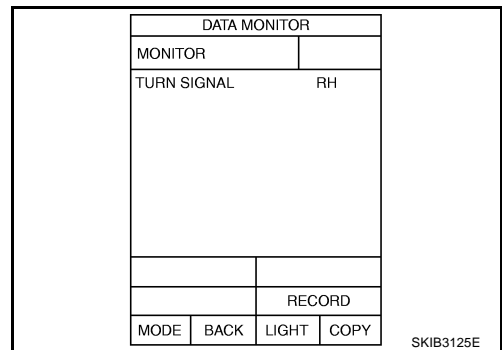 DATA MONITOR
MONITOR
TURN SIGNAL RH
RECORD
MODE BACK LIGHT COPY
SKIB3125E